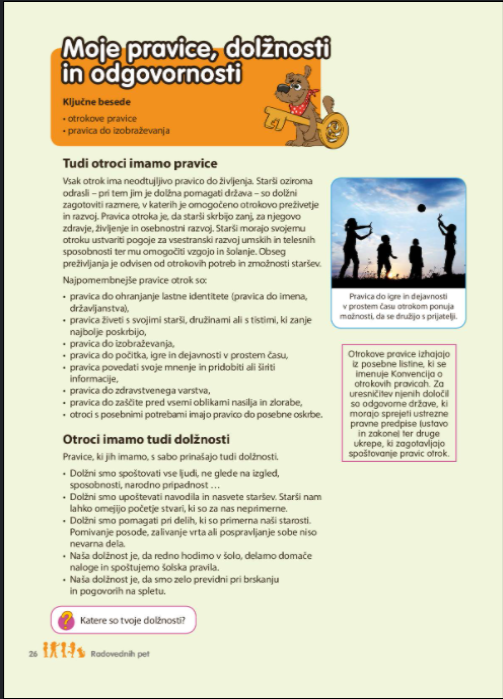 Moje pravice, dolžnosti
in odgovornosti
Ključne besede
• otrokove pravice
• pravica do izobraževanja
Tudi otroci imamo pravice
Vsak otrok ima neodtujljivo pravico do življenja. Starši oziroma
odrasli – pri tem jim je dolžna pomagati država – so dolžni
zagotoviti razmere, v katerih je omogočeno otrokovo preživetje
in razvoj. Pravica otroka je, da starši skrbijo zanj, za njegovo
zdravje, življenje in osebnostni razvoj. Starši morajo svojemu
otroku ustvariti pogoje za vsestranski razvoj umskih in telesnih
sposobnosti ter mu omogočiti vzgojo in šolanje. Obseg
preživljanja je odvisen od otrokovih potreb in zmožnosti staršev.
Najpomembnejše pravice otrok so:
• pravica do ohranjanje lastne identitete (pravica do imena,
državljanstva),
• pravica živeti s svojimi starši, družinami ali s tistimi, ki zanje
najbolje poskrbijo,
• pravica do izobraževanja,
• pravica do počitka, igre in dejavnosti v prostem času,
• pravica povedati svoje mnenje in pridobiti ali širiti
informacije,
• pravica do zdravstvenega varstva,
• pravica do zaščite pred vsemi oblikami nasilja in zlorabe,
• otroci s posebnimi potrebami imajo pravico do posebne oskrbe.
Pravica do igre in dejavnosti
v prostem času otrokom ponuja
možnosti, da se družijo s prijatelji.
Otrokove pravice izhajajo
iz posebne listine, ki se
imenuje Konvencija o
otrokovih pravicah. Za
uresničitev njenih določil
so odgovorne države, ki
morajo sprejeti ustrezne
pravne predpise (ustavo
in zakone) ter druge
ukrepe, ki zagotavljajo
spoštovanje pravic otrok.
Otroci imamo tudi dolžnosti
Pravice, ki jih imamo, s sabo prinašajo tudi dolžnosti.
• Dolžni smo spoštovati vse ljudi, ne glede na izgled,
sposobnosti, narodno pripadnost ...
• Dolžni smo upoštevati navodila in nasvete staršev. Starši nam
lahko omejijo početje stvari, ki so za nas neprimerne.
• Dolžni smo pomagati pri delih, ki so primerna naši starosti.
Pomivanje posode, zalivanje vrta ali pospravljanje sobe niso
nevarna dela.
• Naša dolžnost je, da redno hodimo v šolo, delamo domače
naloge in spoštujemo šolska pravila.
• Naša dolžnost je, da smo zelo previdni pri brskanju
in pogovorih na spletu.
? Katere so tvoje dolžnosti?
26 Radovednih pet